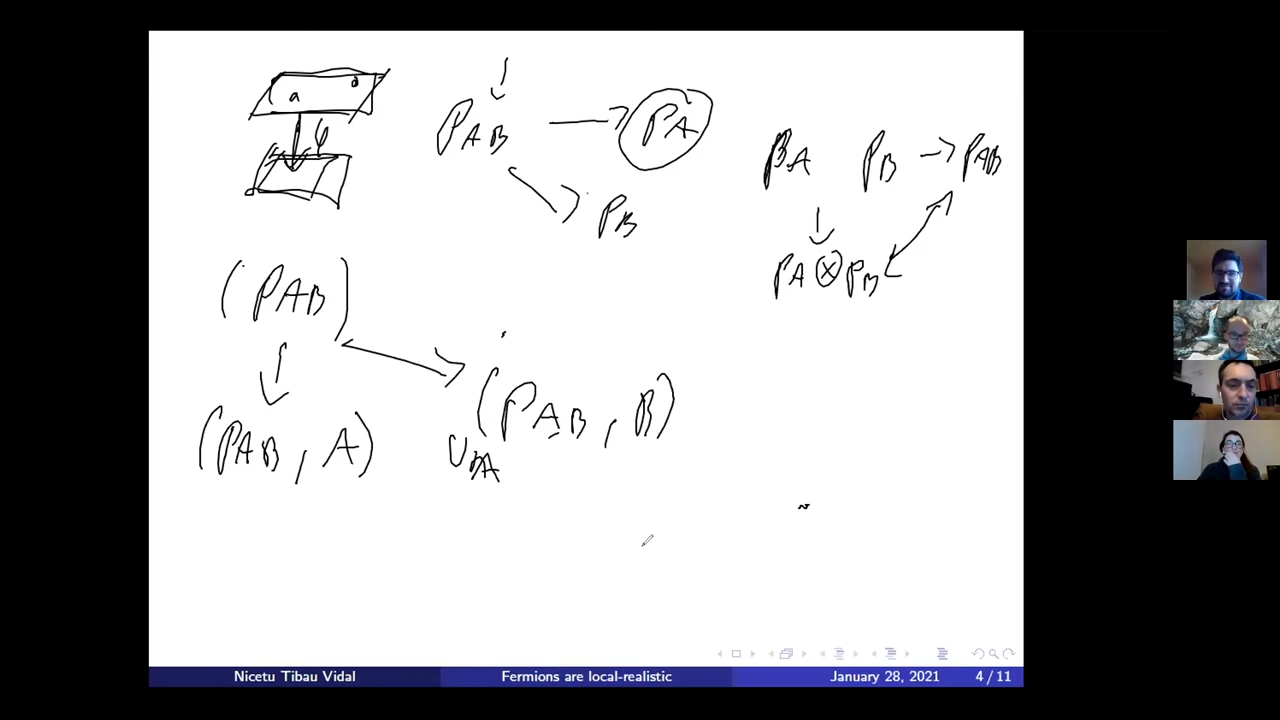 a a
φ
ρAB → ρA
ρB
ρA ρB → ρAB
ρA ⊗ ρB
(ρAB)
(ρAB, A)
(ρAB, B)
UBA
~
Nicetu Tibau Vidal Fermions are local-realistic January 28, 2021 4 / 11